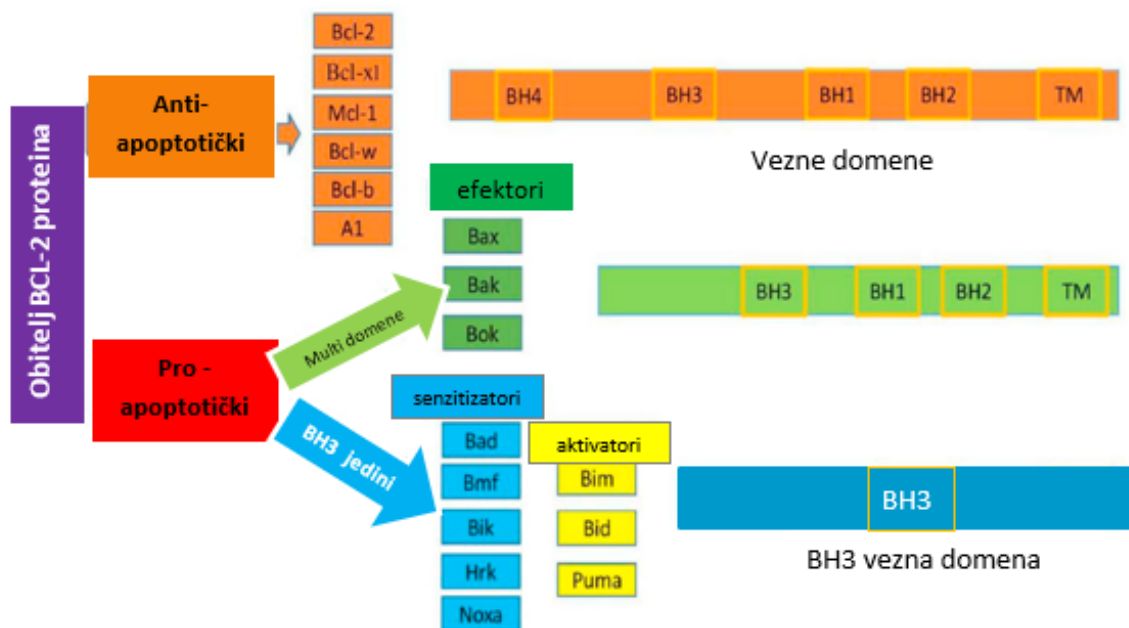 Obitelj BCL-2 proteina
Anti-
apoptotički
Bcl-2
Bcl-xl
Mcl-1
Bcl-w
Bcl-b
A1
BH4 BH3 BH1 BH2 TM
Vezne domene
Pro -
apoptotički
Multi domene
efektori
Bax
Bak
Bok
BH3 BH1 BH2 TM
BH3 jedini
senzitizatori
Bad
Bmf
Bik
Hrk
Noxa
aktivatori
Bim
Bid
Puma
BH3
BH3 vezna domena